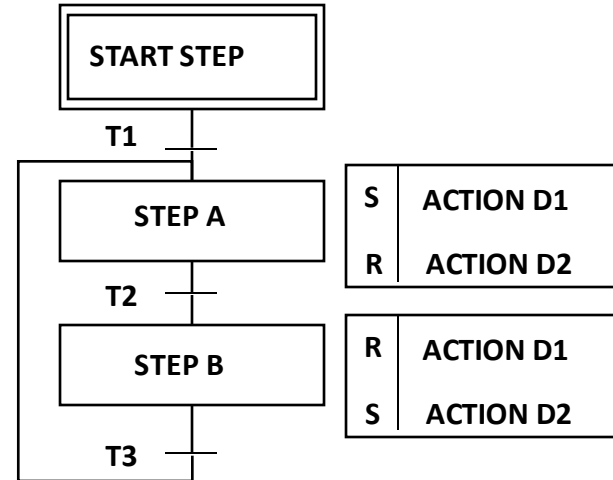 START STEP
T1
STEP A
S ACTION D1
R ACTION D2
T2
STEP B
R ACTION D1
S ACTION D2
T3